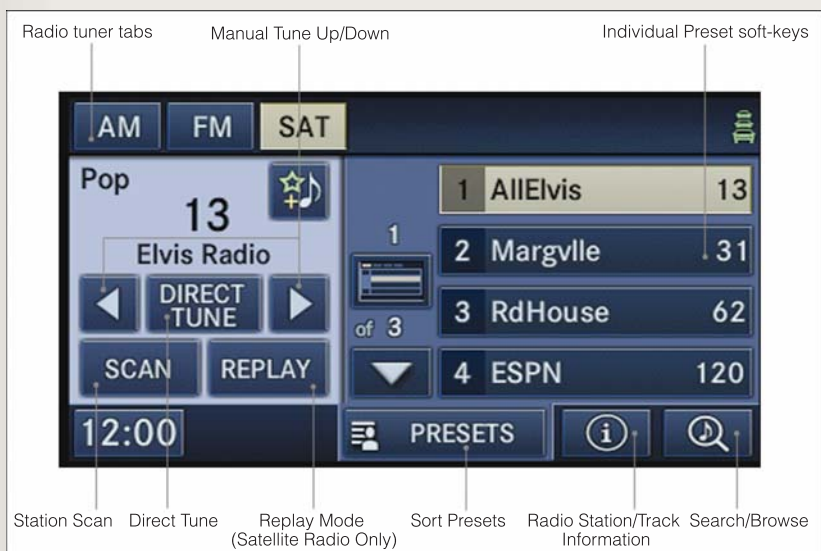 Radio tuner tabs
Manual Tune Up/Down
Individual Preset soft-keys
AM
FM
SAT
Pop
13
Elvis Radio
DIRECT
TUNE
SCAN
REPLAY
1
of 3
1 AllElvis 13
2 Margvlle 31
3 RdHouse 62
4 ESPN 120
12:00
PRESETS
i
Station Scan
Direct Tune
Replay Mode
(Satellite Radio Only)
Sort Presets
Radio Station/Track
Information
Search/Browse